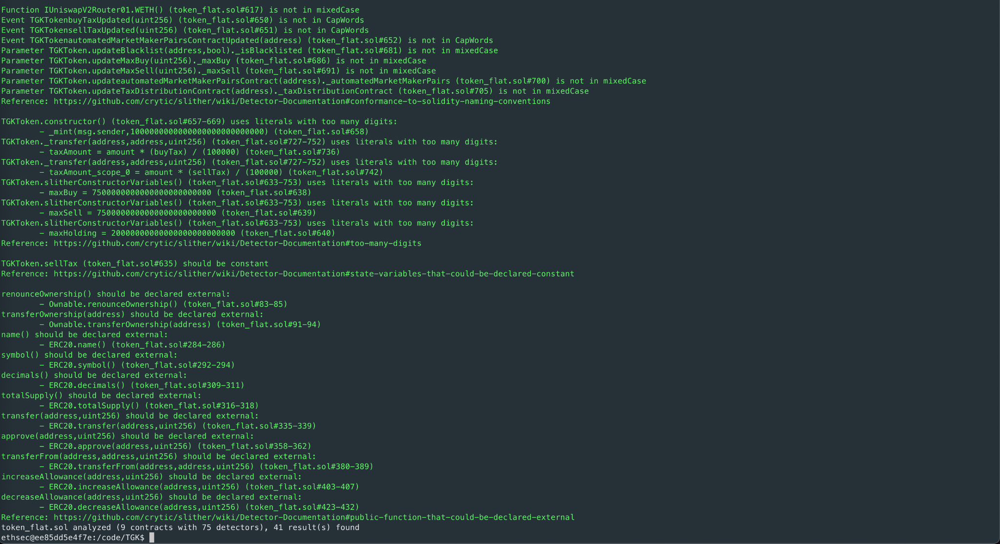 Function IUniswapV2Router01.WETH() (token_flat.sol#617) is not in mixedCase
Event TGKTokenbuyTaxUpdated(uint256) (token_flat.sol#650) is not in CapWords
Event TGKTokensellTaxUpdated(uint256) (token_flat.sol#651) is not in CapWords
Event TGKTokenautomatedMarketMakerPairsContractUpdated(address) (token_flat.sol#652) is not in CapWords
Parameter TGKToken.updateBlacklist(address,bool)._isBlacklisted (token_flat.sol#681) is not in mixedCase
Parameter TGKToken.updateMaxBuy(uint256)._maxBuy (token_flat.sol#686) is not in mixedCase
Parameter TGKToken.updateMaxSell(uint256)._maxSell (token_flat.sol#691) is not in mixedCase
Parameter TGKToken.updateautomatedMarketMakerPairsContract(address)._automatedMarketMakerPairs (token_flat.sol#700) is not in mixedCase
Parameter TGKToken.updateTaxDistributionContract(address)._taxDistributionContract (token_flat.sol#705) is not in mixedCase
Reference: https://github.com/crytic/slither/wiki/Detector-Documentation#conformance-to-solidity-naming-conventions

TGKToken.constructor() (token_flat.sol#657-669) uses literals with too many digits:
        - _mint(msg.sender,1000000000000000000000000000) (token_flat.sol#658)
TGKToken._transfer(address,address,uint256) (token_flat.sol#727-752) uses literals with too many digits:
        - taxAmount = amount * (buyTax) / (100000) (token_flat.sol#736)
TGKToken._transfer(address,address,uint256) (token_flat.sol#727-752) uses literals with too many digits:
        - taxAmount_scope_0 = amount * (sellTax) / (100000) (token_flat.sol#742)
TGKToken.slitherConstructorVariables() (token_flat.sol#633-753) uses literals with too many digits:
        - maxBuy = 7500000000000000000000000 (token_flat.sol#638)
TGKToken.slitherConstructorVariables() (token_flat.sol#633-753) uses literals with too many digits:
        - maxSell = 7500000000000000000000000 (token_flat.sol#639)
TGKToken.slitherConstructorVariables() (token_flat.sol#633-753) uses literals with too many digits:
        - maxHolding = 20000000000000000000000000 (token_flat.sol#640)
Reference: https://github.com/crytic/slither/wiki/Detector-Documentation#too-many-digits

TGKToken.sellTax (token_flat.sol#635) should be constant
Reference: https://github.com/crytic/slither/wiki/Detector-Documentation#state-variables-that-could-be-declared-constant

renounceOwnership() should be declared external:
        - Ownable.renounceOwnership() (token_flat.sol#83-85)
transferOwnership(address) should be declared external:
        - Ownable.transferOwnership(address) (token_flat.sol#91-94)
name() should be declared external:
        - ERC20.name() (token_flat.sol#284-286)
symbol() should be declared external:
        - ERC20.symbol() (token_flat.sol#292-294)
decimals() should be declared external:
        - ERC20.decimals() (token_flat.sol#309-311)
totalSupply() should be declared external:
        - ERC20.totalSupply() (token_flat.sol#316-318)
transfer(address,uint256) should be declared external:
        - ERC20.transfer(address,uint256) (token_flat.sol#335-339)
approve(address,uint256) should be declared external:
        - ERC20.approve(address,uint256) (token_flat.sol#358-362)
transferFrom(address,address,uint256) should be declared external:
        - ERC20.transferFrom(address,address,uint256) (token_flat.sol#380-389)
increaseAllowance(address,uint256) should be declared external:
        - ERC20.increaseAllowance(address,uint256) (token_flat.sol#403-407)
decreaseAllowance(address,uint256) should be declared external:
        - ERC20.decreaseAllowance(address,uint256) (token_flat.sol#423-432)
Reference: https://github.com/crytic/slither/wiki/Detector-Documentation#public-function-that-could-be-declared-external
token_flat.sol analyzed (9 contracts with 75 detectors), 41 result(s) found
ethsec@ee85dd5e4f7e:/code/TGK$